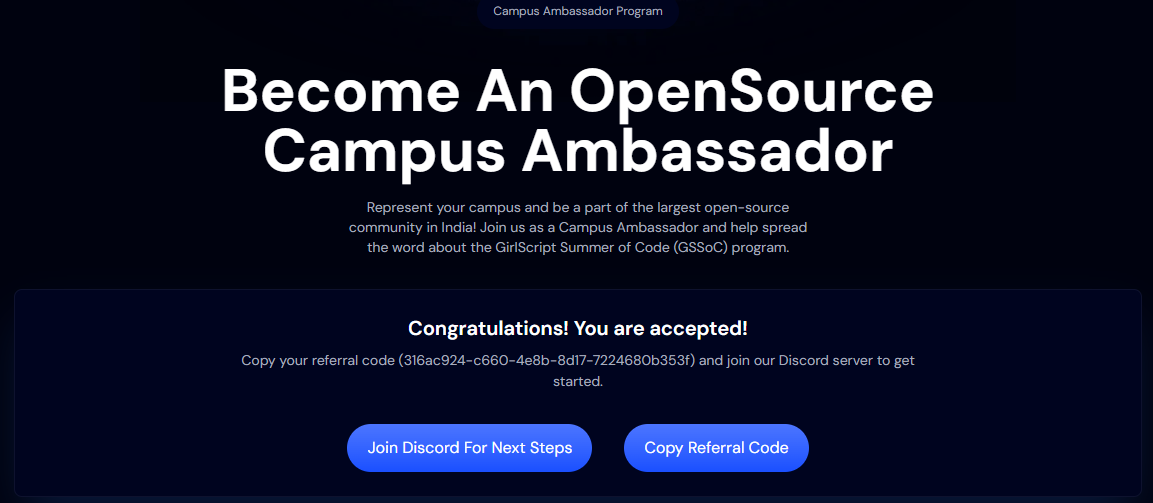 Campus Ambassador Program
Become An OpenSource
Campus Ambassador
Represent your campus and be a part of the largest open-source
community in India! Join us as a Campus Ambassador and help spread
the word about the GirlScript Summer of Code (GSSoC) program.
Congratulations! You are accepted!
Copy your referral code (316ac924-c660-4e8b-8d17-7224680b353f) and join our Discord server to get
started.
Join Discord For Next Steps
Copy Referral Code